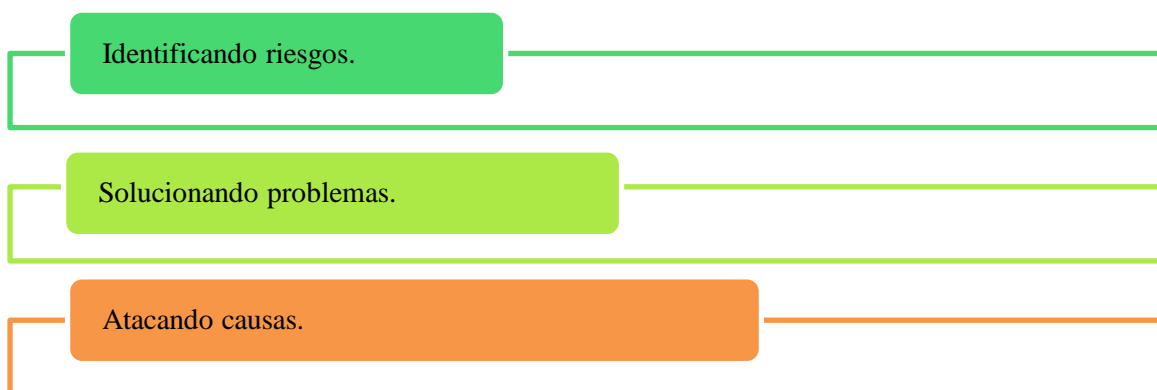 Identificando riesgos.
Solucionando problemas.
Atacando causas.